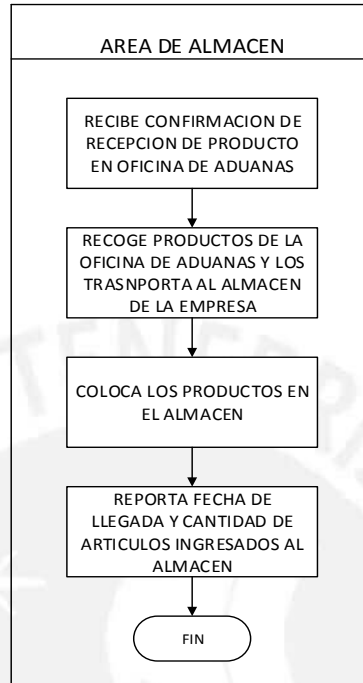 AREA DE ALMACEN
RECIBE CONFIRMACION DE
RECEPCION DE PRODUCTO
EN OFICINA DE ADUANAS
RECOGE PRODUCTOS DE LA
OFICINA DE ADUANAS Y LOS
TRASNPORTA AL ALMACEN
DE LA EMPRESA
COLOCA LOS PRODUCTOS EN
EL ALMACEN
REPORTA FECHA DE
LLEGADA Y CANTIDAD DE
ARTICULOS INGRESADOS AL
ALMACEN
FIN